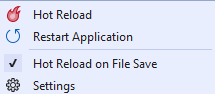 Hot Reload
Restart Application
Hot Reload on File Save
Settings